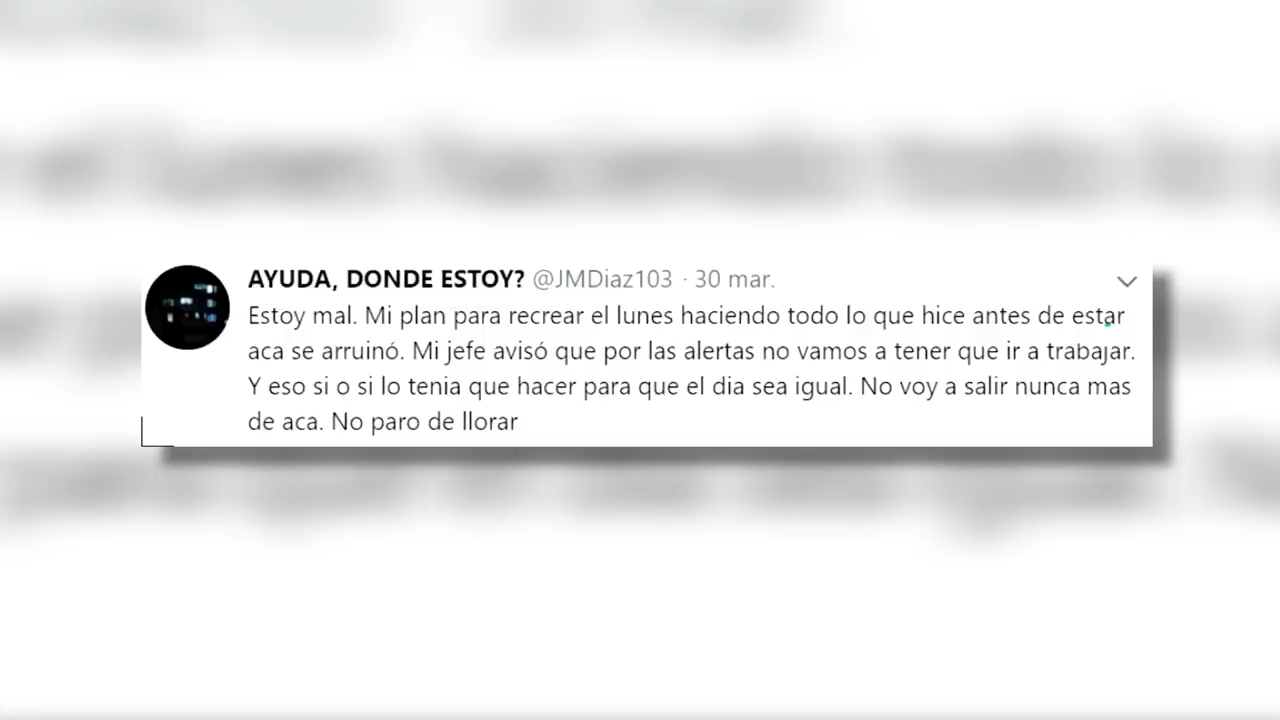 AYUDA, DONDE ESTOY? @JMDiaz103 · 30 mar.
Estoy mal. Mi plan para recrear el lunes haciendo todo lo que hice antes de estar
aca se arruinó. Mi jefe avisó que por las alertas no vamos a tener que ir a trabajar.
Y eso si o si lo tenia que hacer para que el dia sea igual. No voy a salir nunca mas
de aca. No paro de llorar